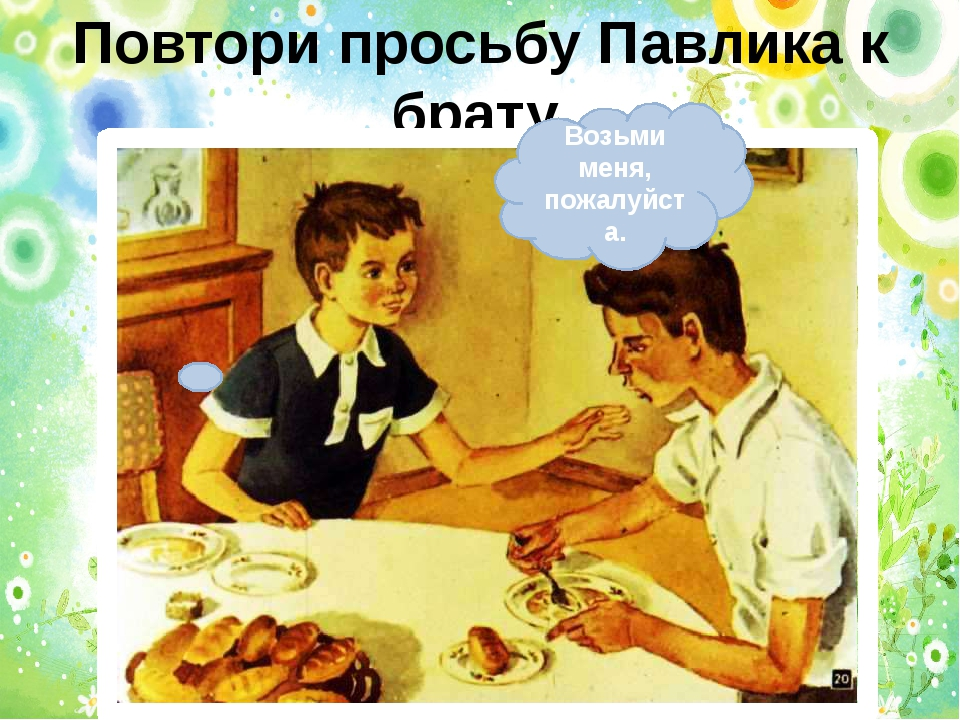 Повтори просьбу Павлика к
брату
Возьми
меня,
пожалуйст
а.
20